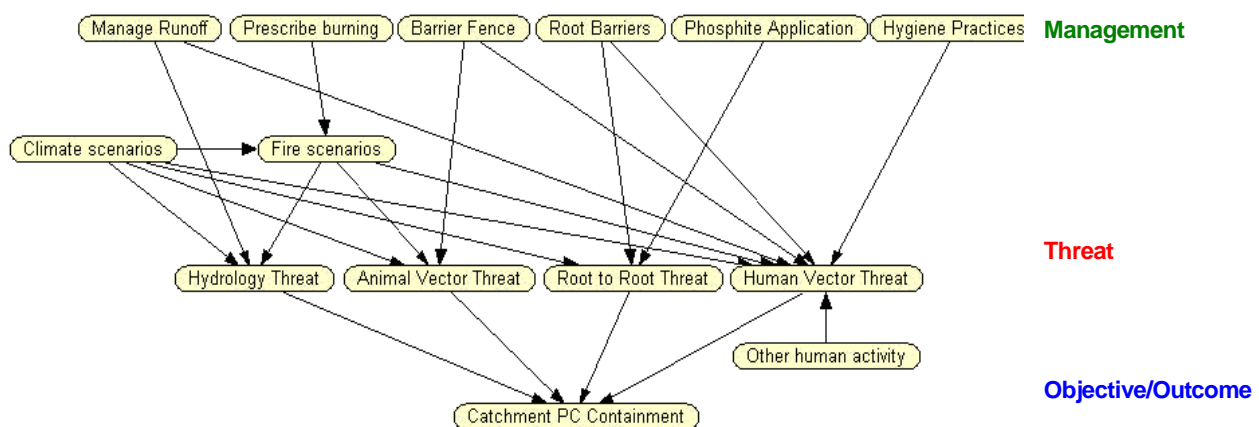 Manage Runoff
Prescribe burning
Barrier Fence
Root Barriers
Phosphite Application
Hygiene Practices
Management
Climate scenarios
Fire scenarios
Threat
Hydrology Threat
Animal Vector Threat
Root to Root Threat
Human Vector Threat
Other human activity
Objective/Outcome
Catchment PC Containment